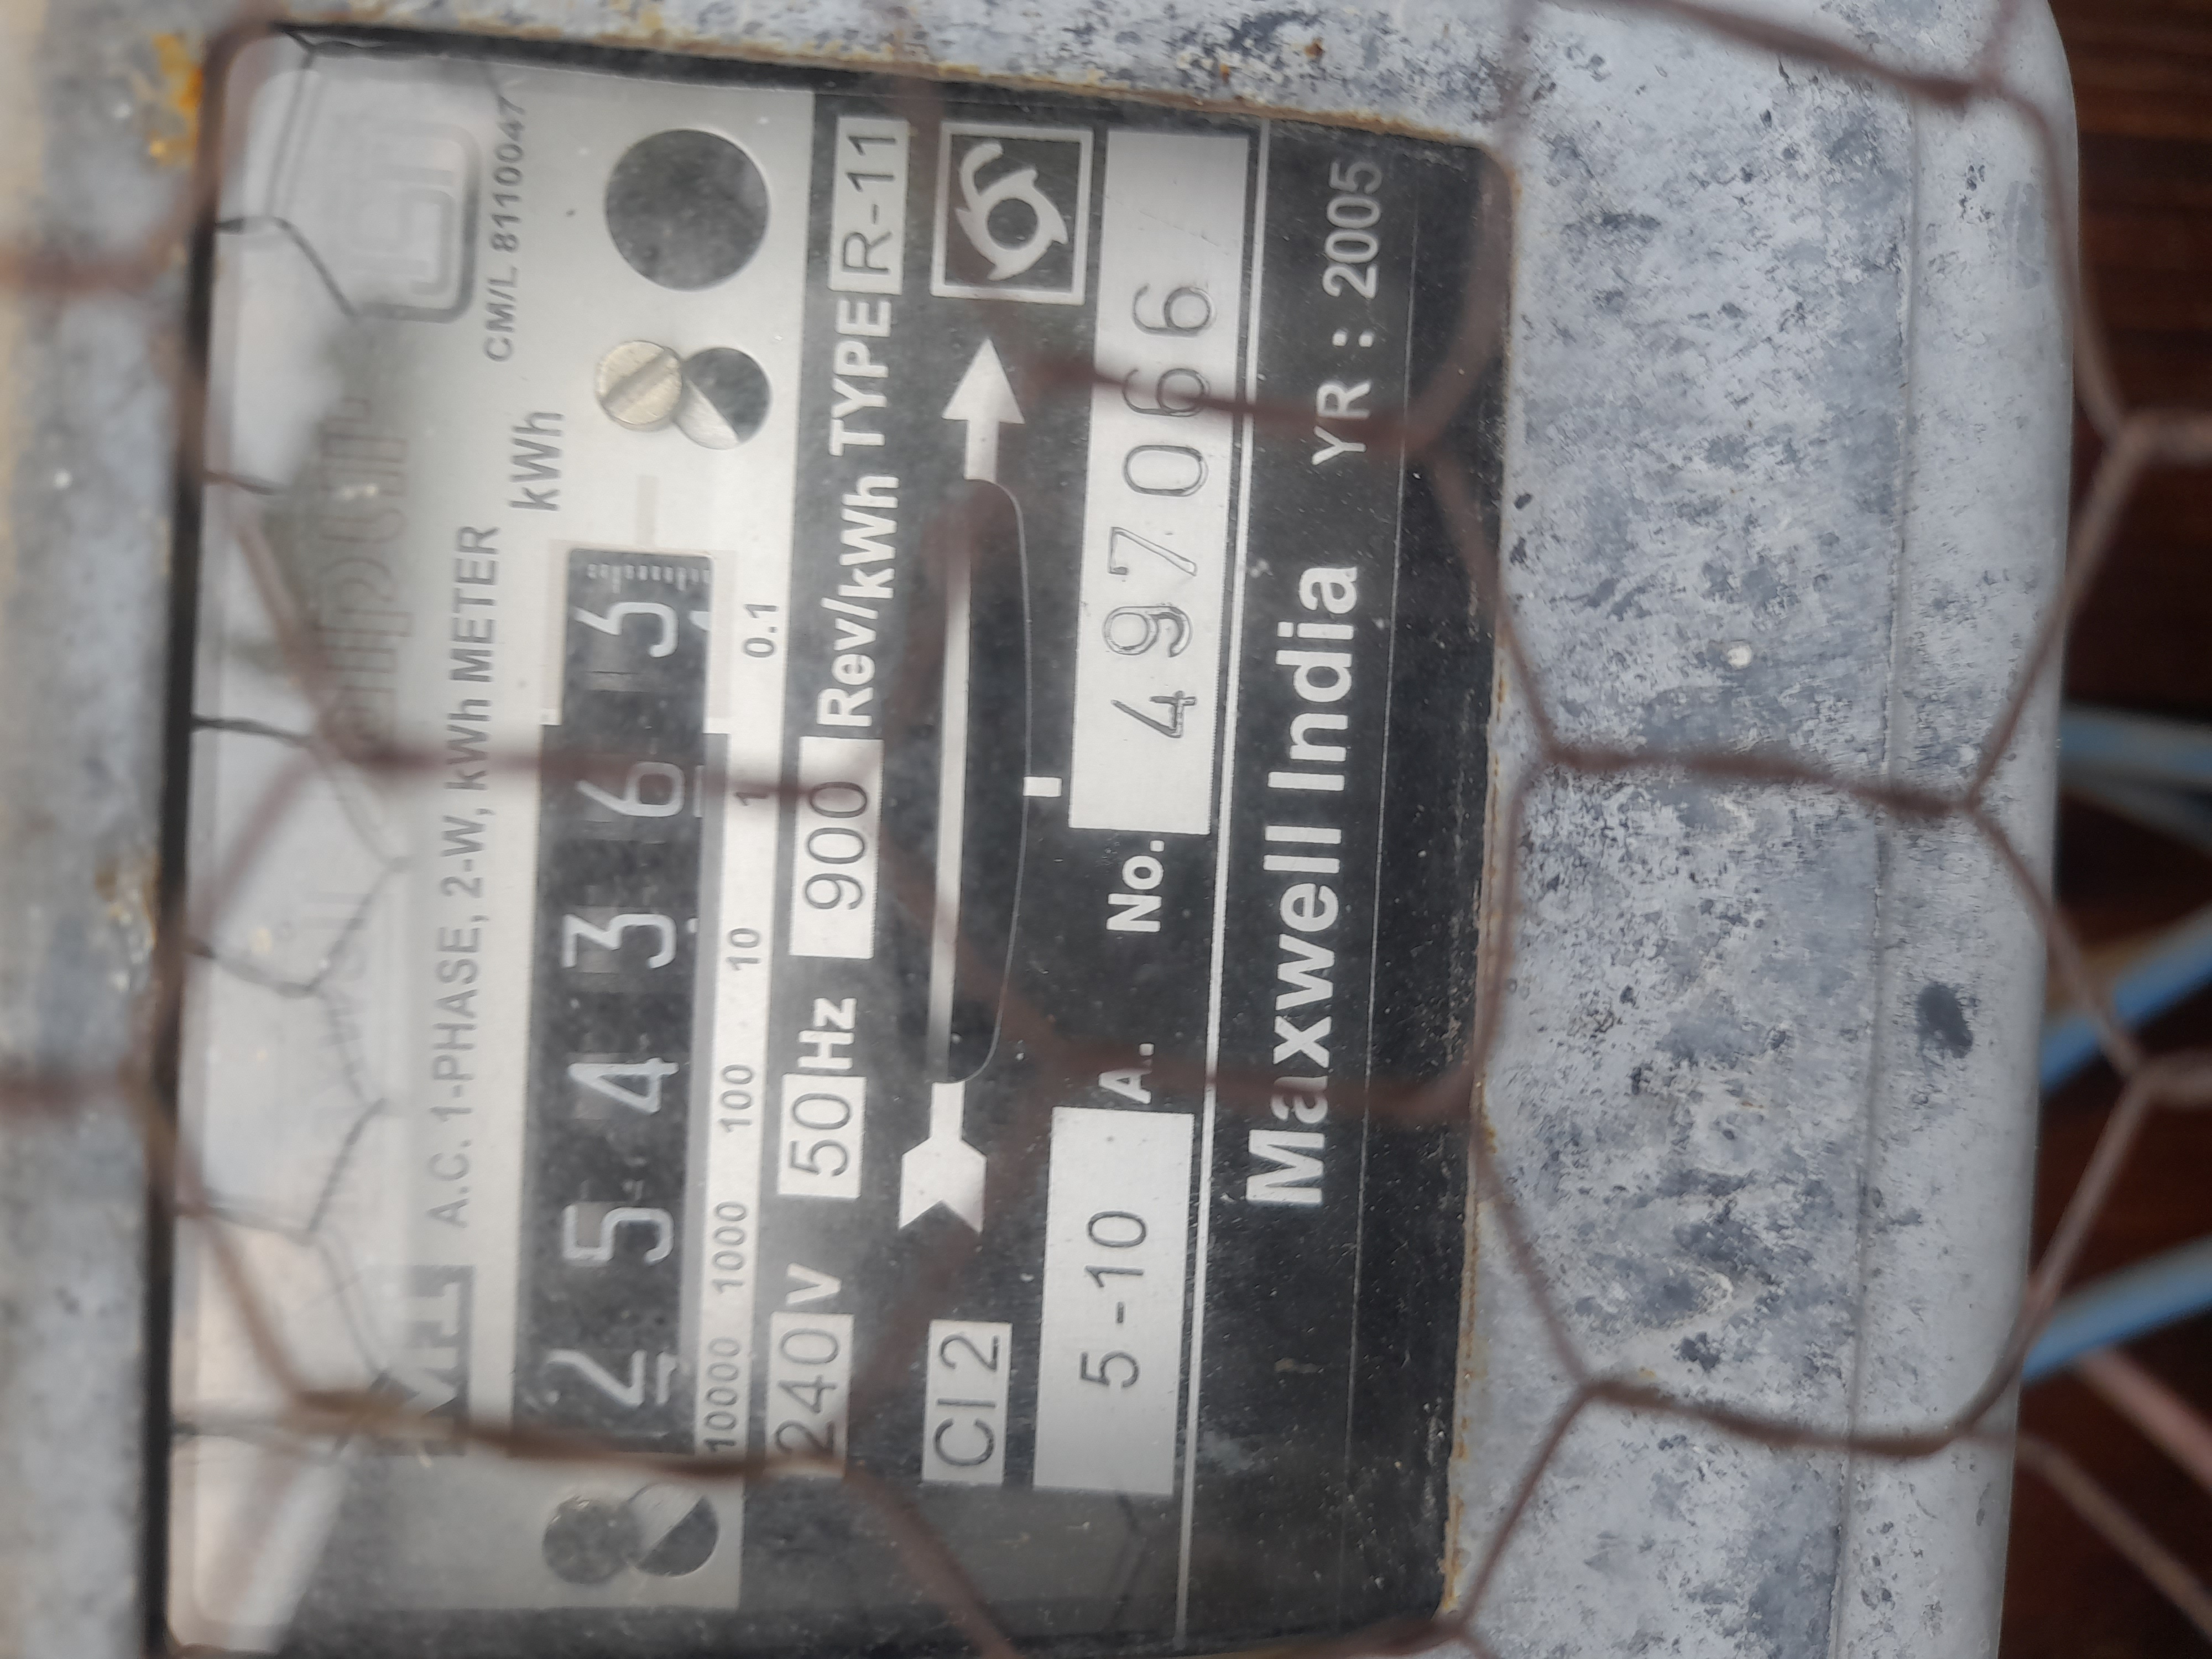 CM/L 8110047
A.C. 1-PHASE, 2-W, kWh METER
kWh
2 5 4 3 6 5
10000 1000 100 10 1 0.1
240 V 50 Hz 900 Rev/kWh TYPE R-11
Cl 2
5-10 A. No. 497066
Maxwell India YR : 2005